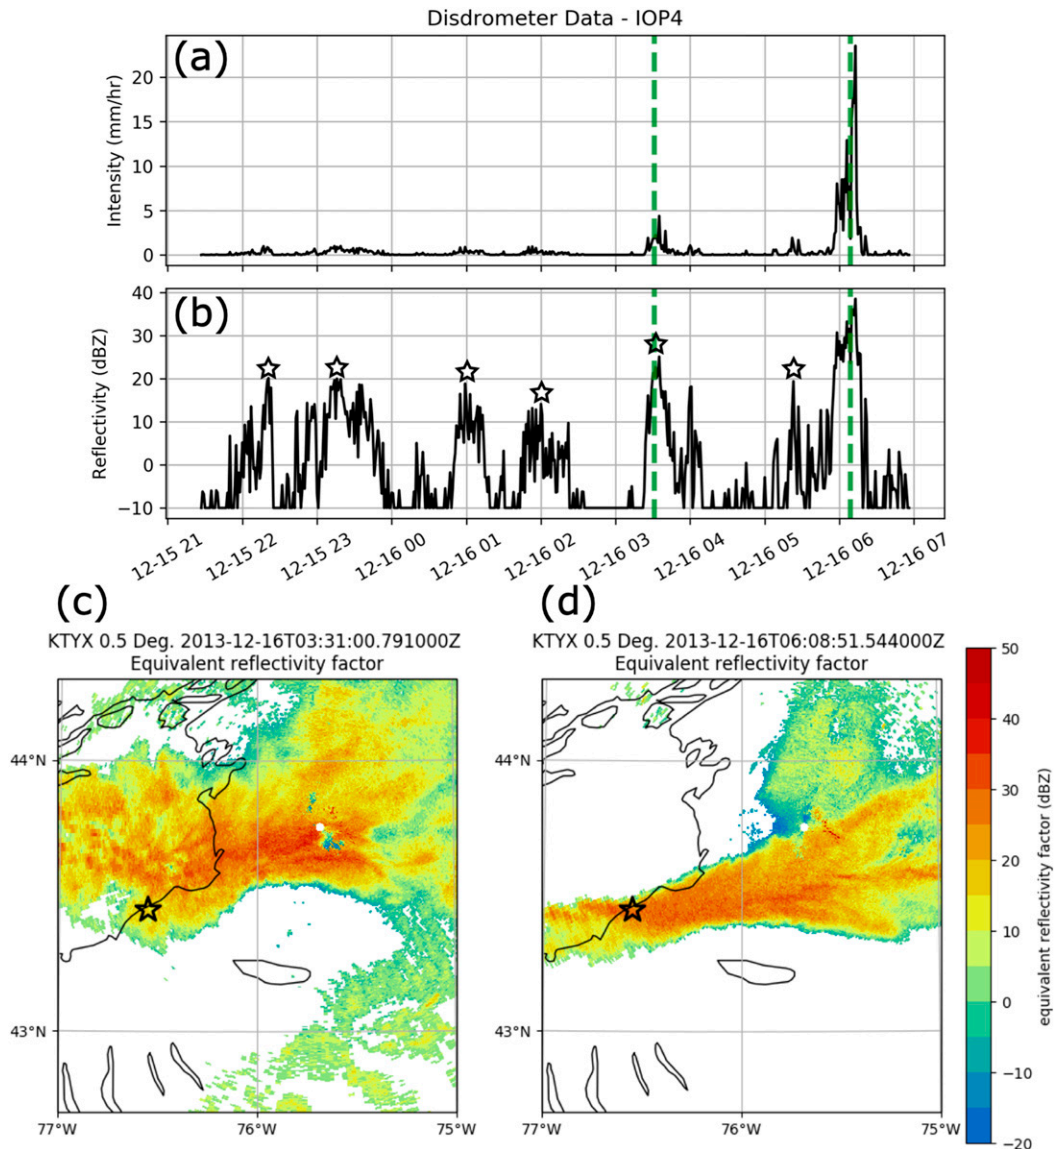 Disdrometer Data - IOP4
(a)
Intensity (mm/hr)
20
15
10
5
0
(b)
Reflectivity (dBZ)
40
30
20
10
0
−10
12-15 21
12-15 22
12-15 23
12-16 00
12-16 01
12-16 02
12-16 03
12-16 04
12-16 05
12-16 06
12-16 07
(c)
KTYX 0.5 Deg. 2013-12-16T03:31:00.791000Z
Equivalent reflectivity factor
44°N
43°N
77°W
76°W
75°W
(d)
KTYX 0.5 Deg. 2013-12-16T06:08:51.544000Z
Equivalent reflectivity factor
44°N
43°N
77°W
76°W
75°W
50
40
30
20
10
0
−10
−20
equivalent reflectivity factor (dBZ)